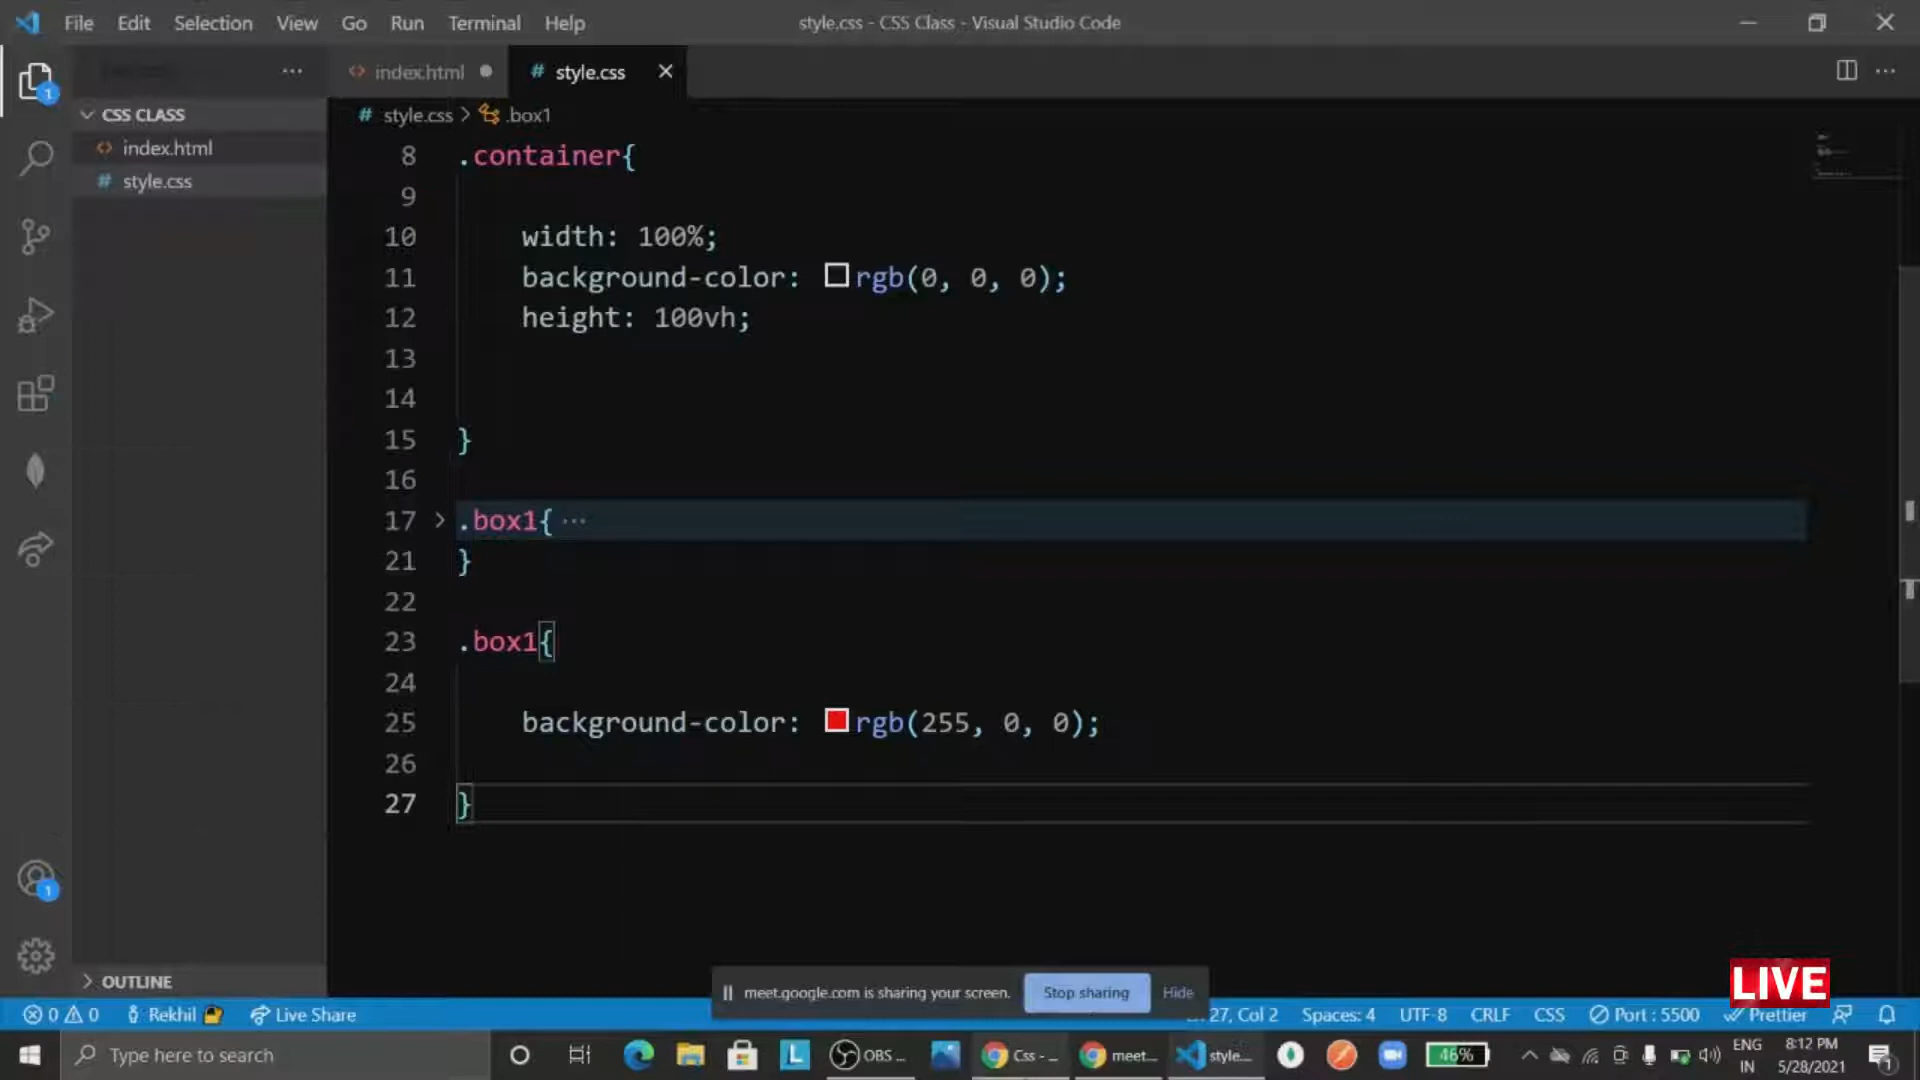 File Edit Selection View Go Run Terminal Help
style.css - CSS Class - Visual Studio Code
index.html
# style.css
CSS CLASS
index.html
# style.css
# style.css > .box1
8 .container{
9
10 width: 100%;
11 background-color: rgb(0, 0, 0);
12 height: 100vh;
13
14
15 }
16
17 .box1{ ...
21 }
22
23 .box1{
24
25 background-color: rgb(255, 0, 0);
26
27 }
OUTLINE
1
1
meet.google.com is sharing your screen. Stop sharing Hide
LIVE
0 0 Rekhil Live Share
27, Col 2 Spaces: 4 UTF-8 CRLF CSS Port : 5500 Prettier
Type here to search
L
OBS ...
Css - ...
meet...
style...
46%
ENG
IN
8:12 PM
5/28/2021
1